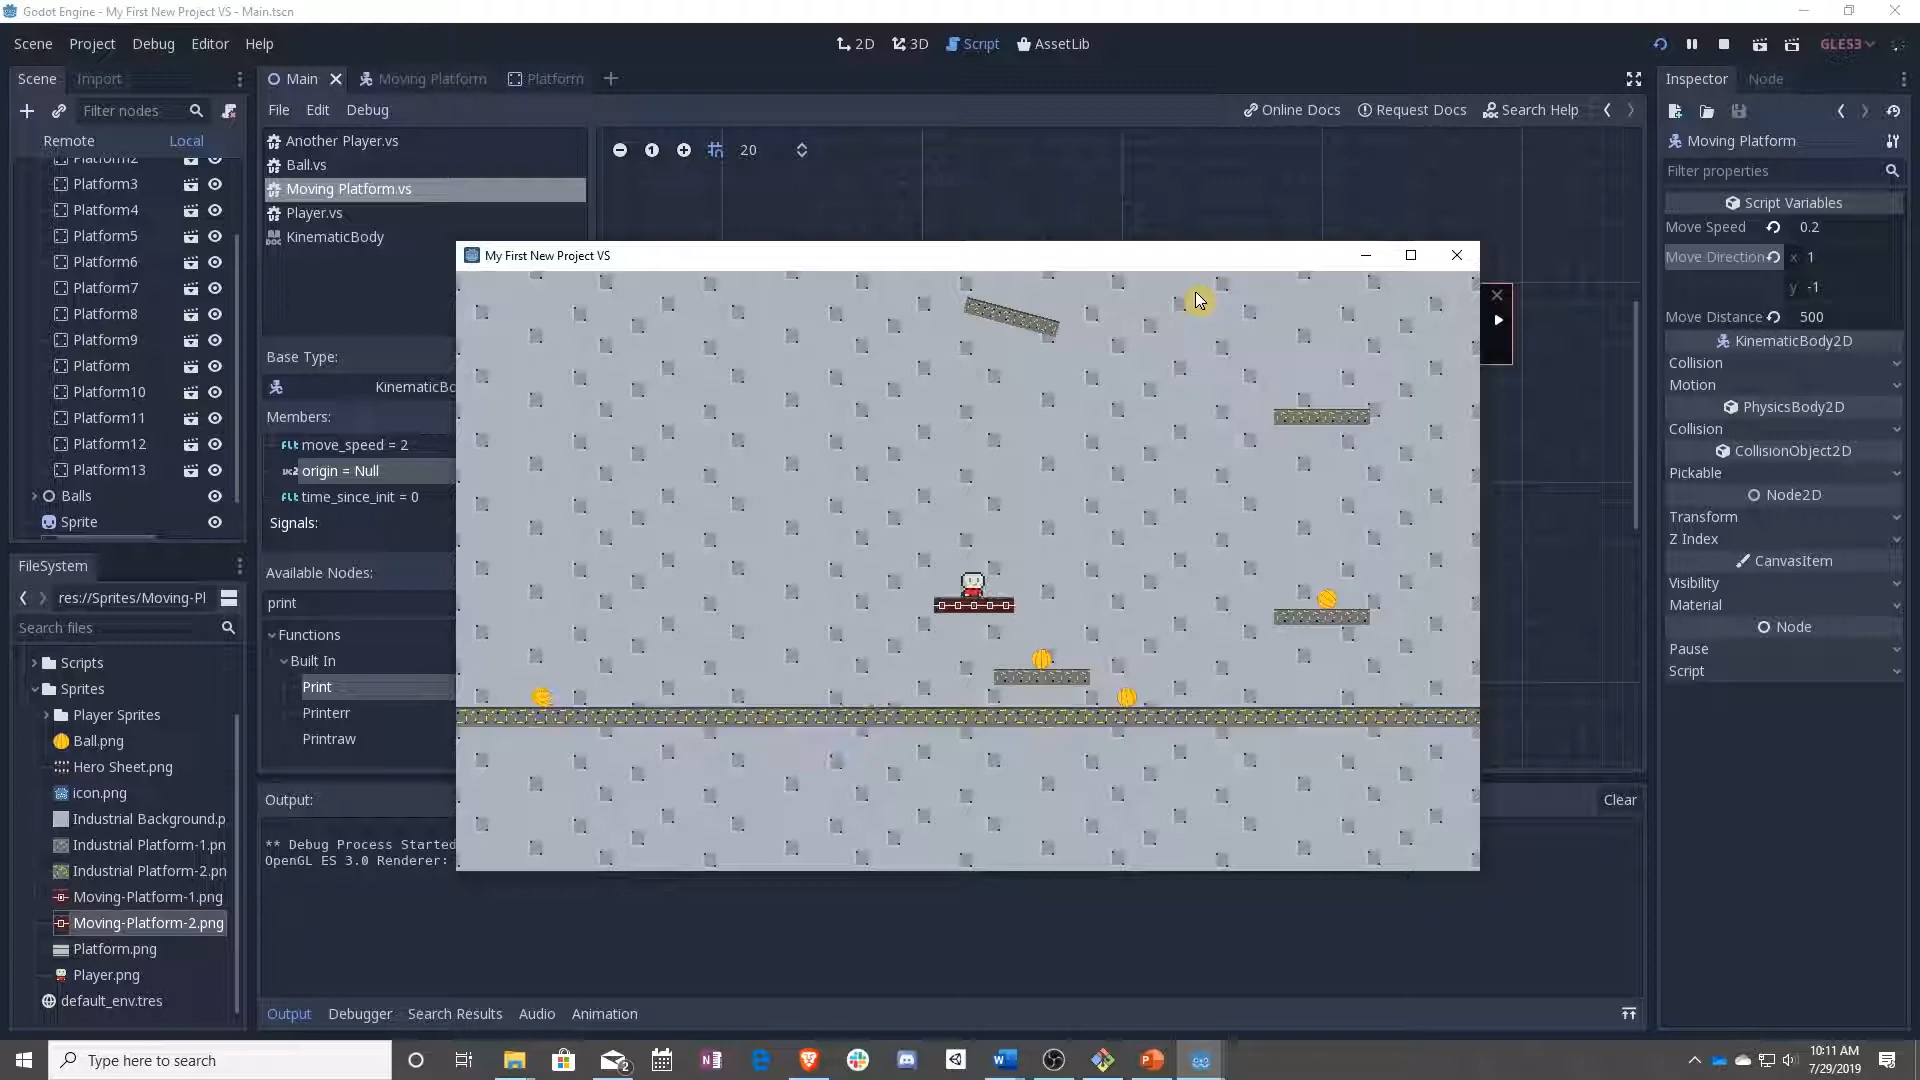 Godot Engine - My First New Project VS - Main.tscn
Scene Project Debug Editor Help
2D 3D Script AssetLib
GLES3
Scene Import
Main Moving Platform Platform
Inspector Node
Filter nodes
File Edit Debug
Online Docs Request Docs Search Help
Remote Local
Platform2
Platform3
Platform4
Platform5
Platform6
Platform7
Platform8
Platform9
Platform
Platform10
Platform11
Platform12
Platform13
Balls
Sprite
Another Player.vs
Ball.vs
Moving Platform.vs
Player.vs
KinematicBody
20
Base Type:
KinematicBo
Members:
flt move_speed = 2
vc2 origin = Null
flt time_since_init = 0
Signals:
Available Nodes:
print
Functions
Built In
Print
Printerr
Printraw
My First New Project VS
Moving Platform
Filter properties
Script Variables
Move Speed 0.2
Move Direction x 1
y -1
Move Distance 500
KinematicBody2D
Collision
Motion
PhysicsBody2D
Collision
CollisionObject2D
Pickable
Node2D
Transform
Z Index
CanvasItem
Visibility
Material
Node
Pause
Script
FileSystem
res://Sprites/Moving-Pl
Search files
Scripts
Sprites
Player Sprites
Ball.png
Hero Sheet.png
icon.png
Industrial Background.p
Industrial Platform-1.pn
Industrial Platform-2.pn
Moving-Platform-1.png
Moving-Platform-2.png
Platform.png
Player.png
default_env.tres
Output: Clear
** Debug Process Started
OpenGL ES 3.0 Renderer:
Output Debugger Search Results Audio Animation
Type here to search
2
10:11 AM
7/29/2019